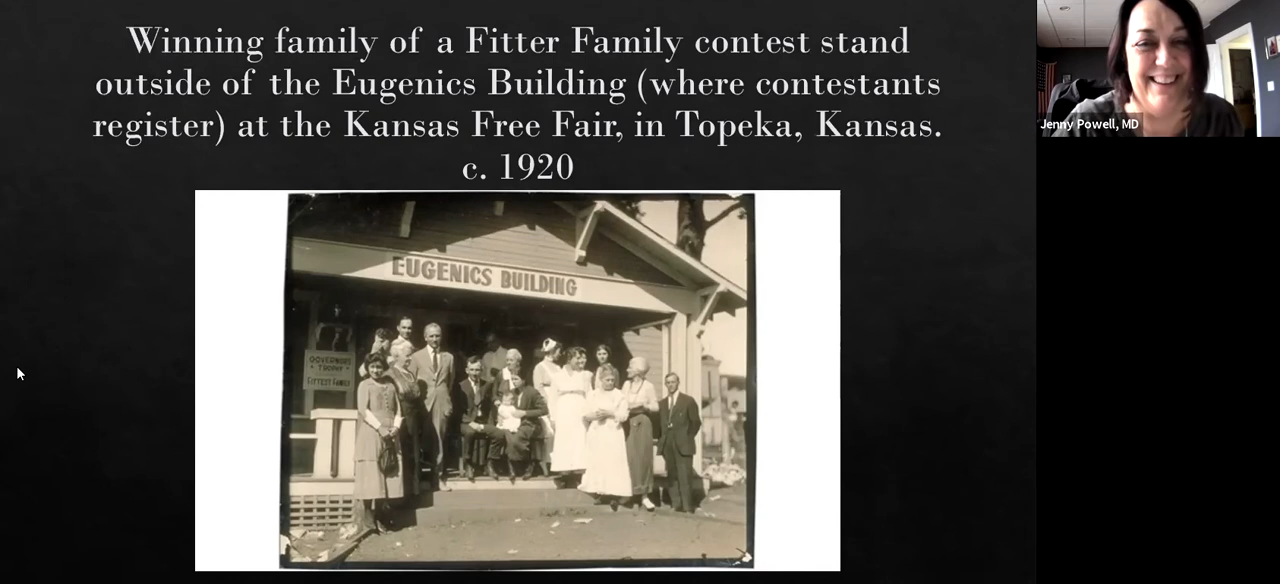 Winning family of a Fitter Family contest stand
outside of the Eugenics Building (where contestants
register) at the Kansas Free Fair, in Topeka, Kansas.
c. 1920
Jenny Powell, MD
EUGENICS BUILDING
GOVERNORS
TROPHY
FITTEST FAMILY